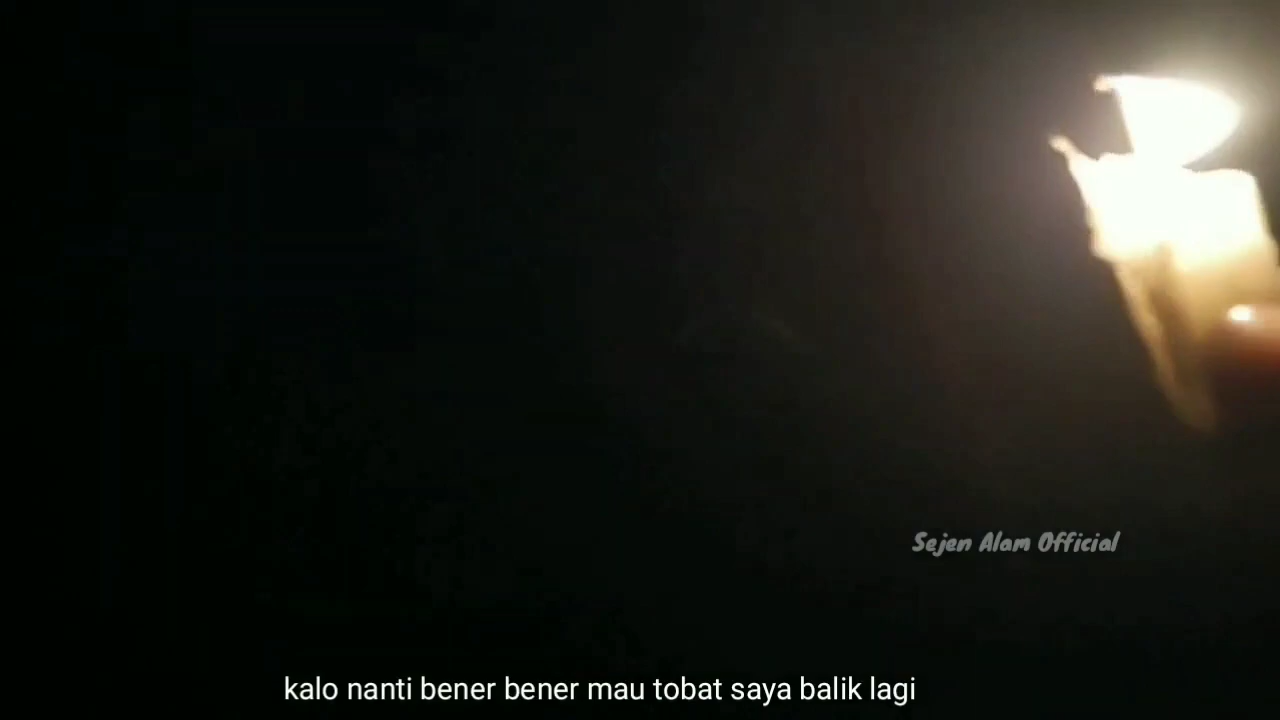 Sejen Alam Official
kalo nanti bener bener mau tobat saya balik lagi